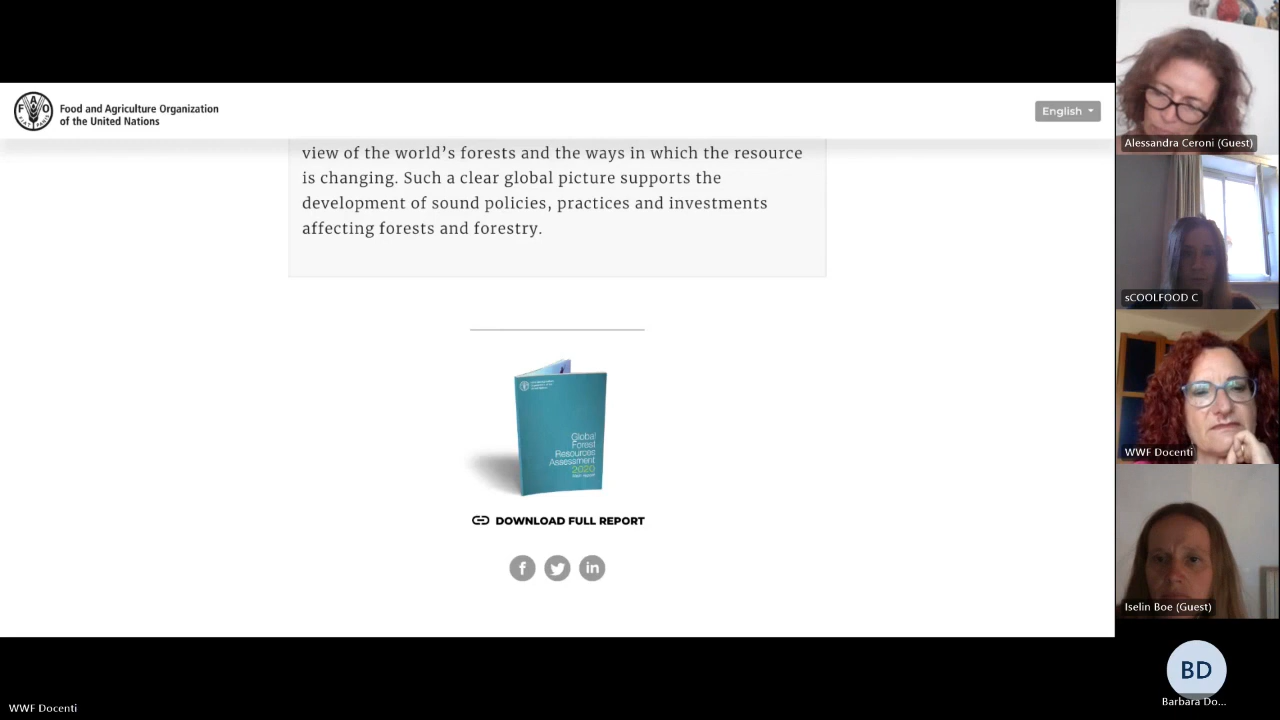 Food and Agriculture Organization
of the United Nations
English
view of the world’s forests and the ways in which the resource
is changing. Such a clear global picture supports the
development of sound policies, practices and investments
affecting forests and forestry.
Global
Forest
Resources
Assessment
2020
DOWNLOAD FULL REPORT
Alessandra Ceroni (Guest)
sCOOLFOOD C
WWF Docenti
Iselin Boe (Guest)
BD
Barbara Do...
WWF Docenti